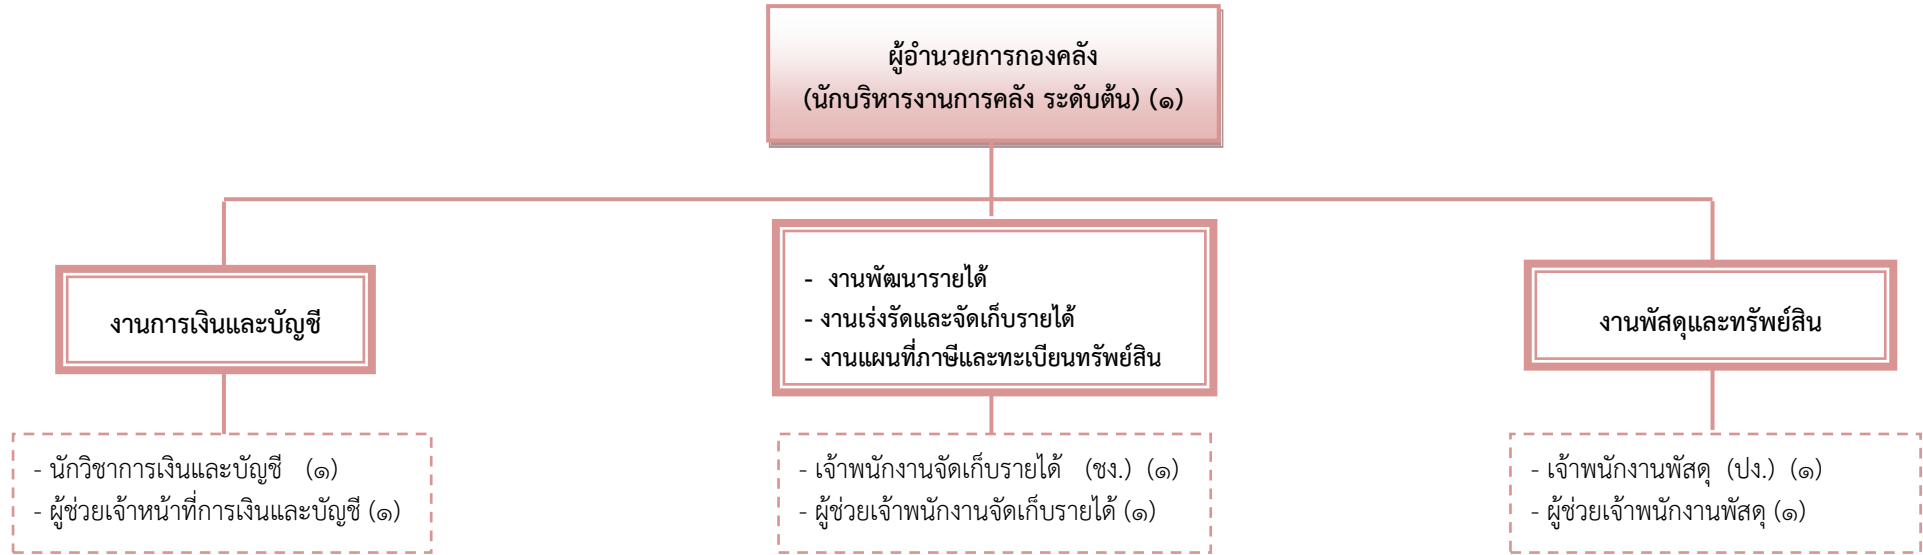 ผู้อำนวยการกองคลัง
(นักบริหารงานการคลัง ระดับต้น) (๑)
งานการเงินและบัญชี
- งานพัฒนารายได้
- งานเร่งรัดและจัดเก็บรายได้
- งานแผนที่ภาษีและทะเบียนทรัพย์สิน
งานพัสดุและทรัพย์สิน
- นักวิชาการเงินและบัญชี (๑)
- ผู้ช่วยเจ้าหน้าที่การเงินและบัญชี (๑)
- เจ้าพนักงานจัดเก็บรายได้ (ชง.) (๑)
- ผู้ช่วยเจ้าพนักงานจัดเก็บรายได้ (๑)
- เจ้าพนักงานพัสดุ (ปง.) (๑)
- ผู้ช่วยเจ้าพนักงานพัสดุ (๑)